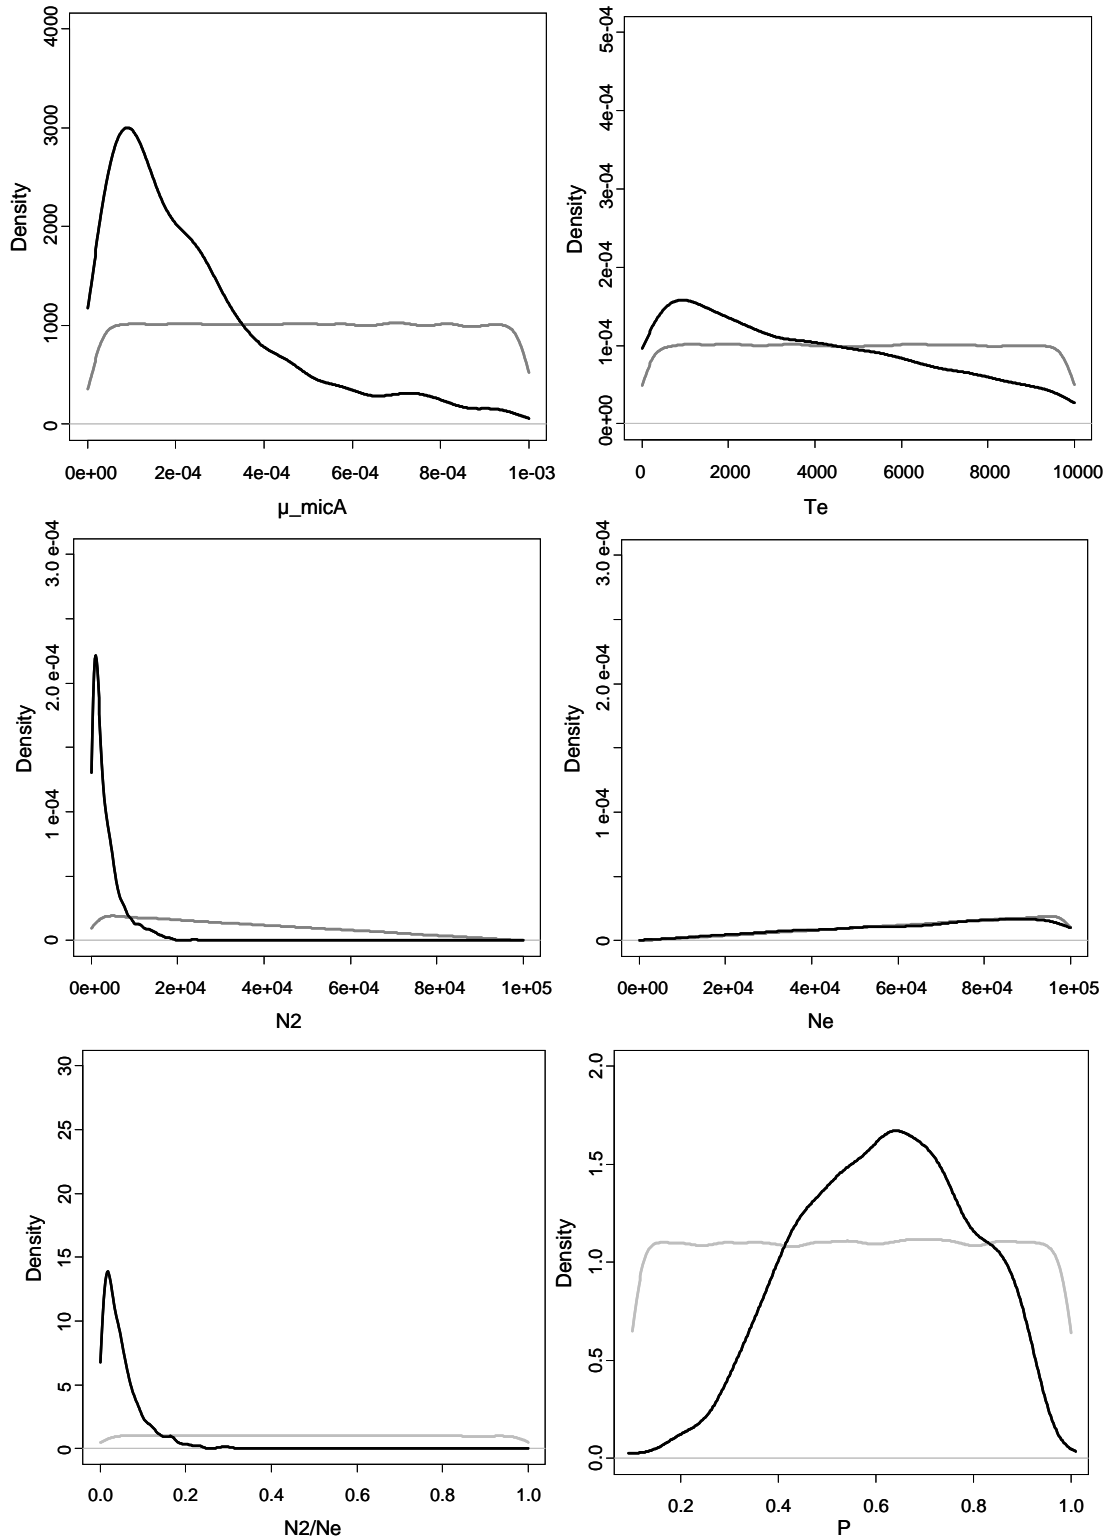 Density
4000
3000
2000
1000
0
0e+00 2e-04 4e-04 6e-04 8e-04 1e-03
µ_micA
Density
5e-04
4e-04
3e-04
2e-04
1e-04
0e+00
0 2000 4000 6000 8000 10000
Te
Density
3.0 e-04
2.0 e-04
1 e-04
0
0e+00 2e+04 4e+04 6e+04 8e+04 1e+05
N2
Density
3.0 e-04
2.0 e-04
1 e-04
0
0e+00 2e+04 4e+04 6e+04 8e+04 1e+05
Ne
Density
30
25
20
15
10
5
0
0.0 0.2 0.4 0.6 0.8 1.0
N2/Ne
Density
2.0
1.5
1.0
0.5
0.0
0.2 0.4 0.6 0.8 1.0
P